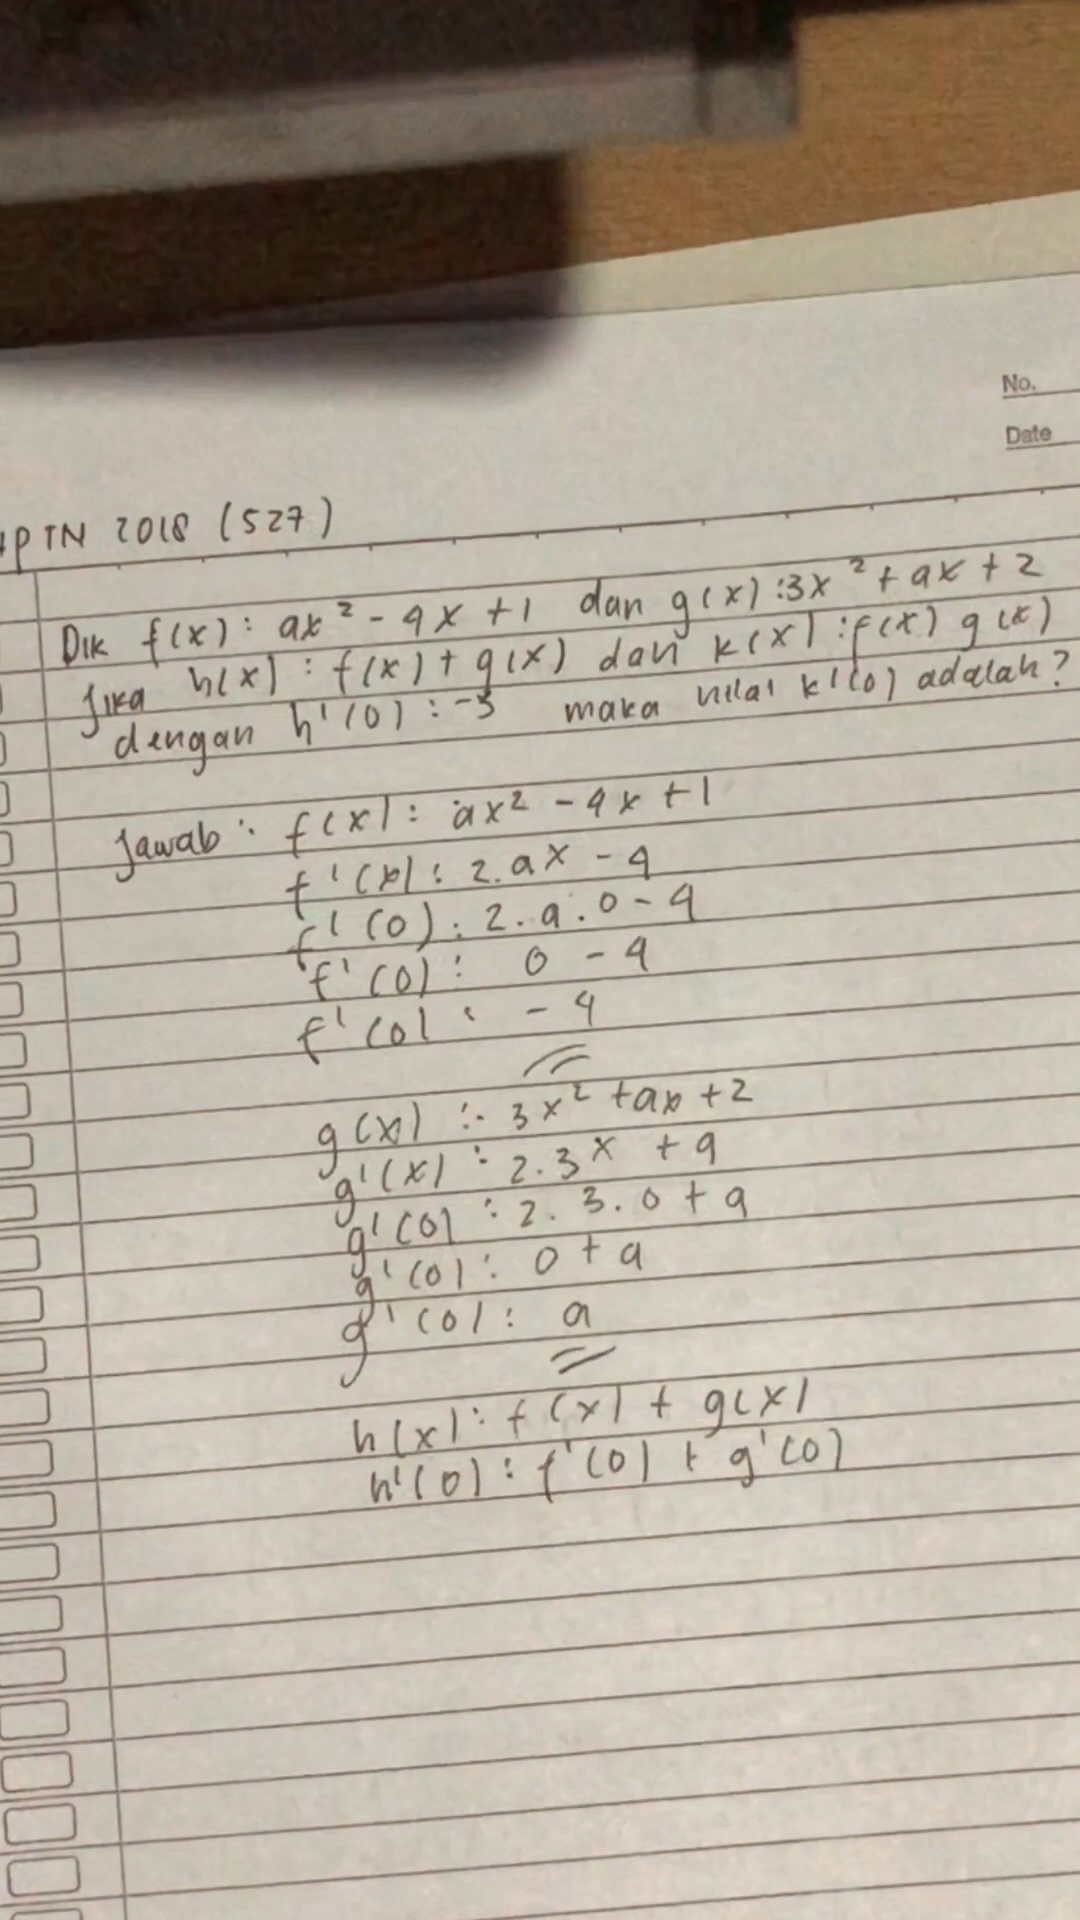 No.
Date
PTN 2018 (527)
Dik f(x) : ax² - 4x + 1 dan g(x) : 3x² + ax + 2
Jika h(x) : f(x) + g(x) dan k(x) : f(x) g(x)
dengan h'(0) : -3 maka nilai k'(0) adalah?
Jawab : f(x) : ax² - 4x + 1
f'(x) : 2.ax - 4
f'(0) : 2.a.0 - 4
f'(0) : 0 - 4
f'(0) : -4
g(x) : 3x² + ax + 2
g'(x) : 2.3x + a
g'(0) : 2.3.0 + a
g'(0) : 0 + a
g'(0) : a
h(x) : f(x) + g(x)
h'(0) : f'(0) + g'(0)